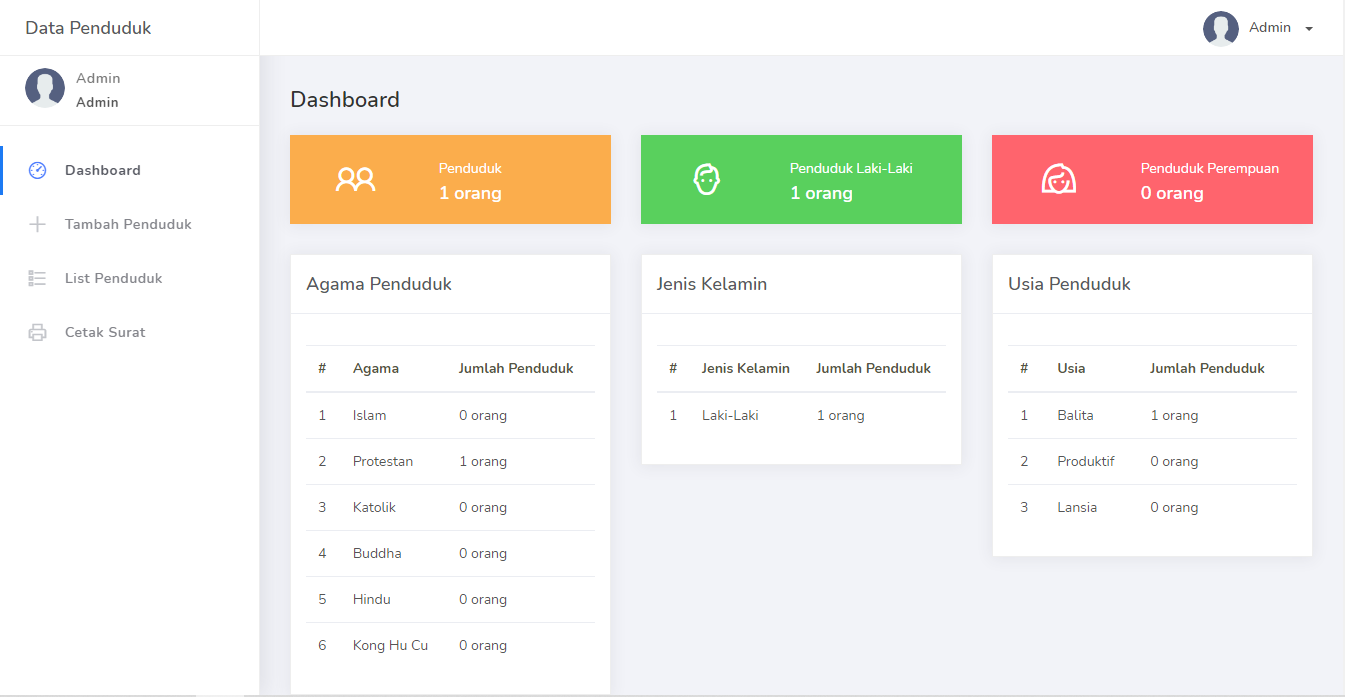 Data Penduduk
Admin
Admin
Admin
Dashboard
Tambah Penduduk
List Penduduk
Cetak Surat
Dashboard
Penduduk
1 orang
Penduduk Laki-Laki
1 orang
Penduduk Perempuan
0 orang
Agama Penduduk
# Agama Jumlah Penduduk
1 Islam 0 orang
2 Protestan 1 orang
3 Katolik 0 orang
4 Buddha 0 orang
5 Hindu 0 orang
6 Kong Hu Cu 0 orang
Jenis Kelamin
# Jenis Kelamin Jumlah Penduduk
1 Laki-Laki 1 orang
Usia Penduduk
# Usia Jumlah Penduduk
1 Balita 1 orang
2 Produktif 0 orang
3 Lansia 0 orang